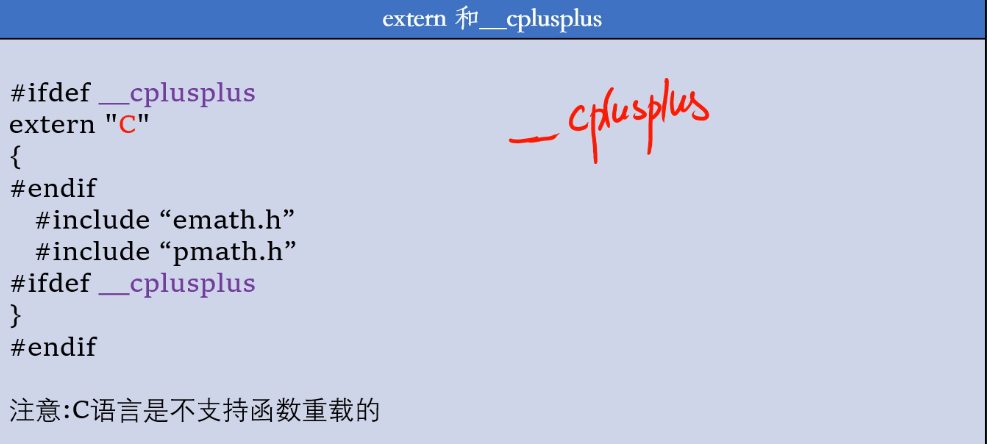 extern 和__cplusplus
#ifdef __cplusplus
extern "C"
{
#endif
#include “emath.h”
#include “pmath.h”
#ifdef __cplusplus
}
#endif
注意:C语言是不支持函数重载的
__cplusplus